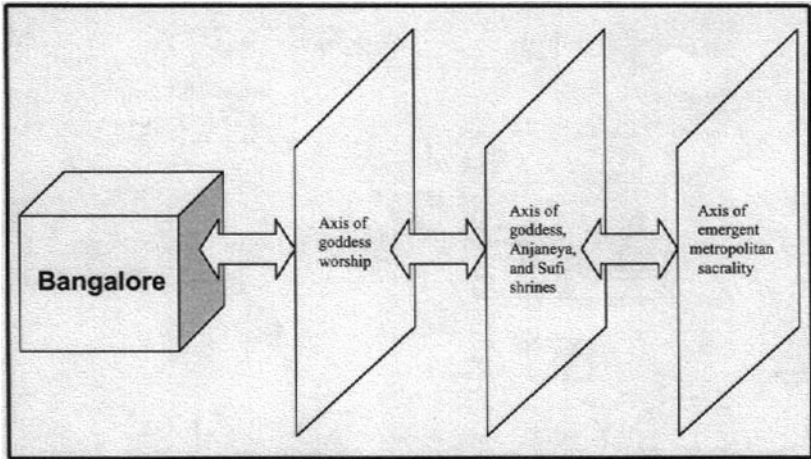 Bangalore
Axis of
goddess
worship
Axis of
goddess,
Anjaneya,
and Sufi
shrines
Axis of
emergent
metropolitan
sacrality